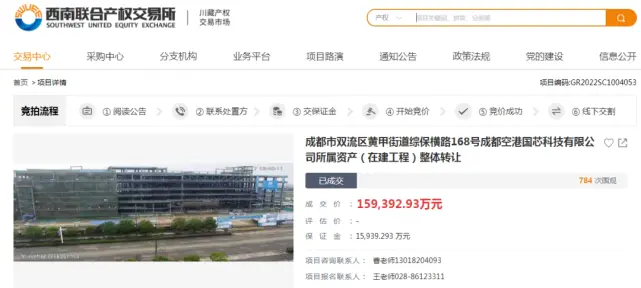 西南联合产权交易所
SOUTHWEST UNITED EQUITY EXCHANGE
川藏产权
交易市场
产权
交易中心 采购中心 分支机构 业务平台 项目路演 通知公告 政策法规 党的建设 信息公开
首页 > 项目详情 项目编码:GR2022SC1004053
竞拍流程 ① 阅读公告 ② 联系处置方 ③ 交保证金 ④ 开始竞价 ⑤ 竞价成功 ⑥ 线下交割
成都市双流区黄甲街道综保横路168号成都空港国芯科技有限公
司所属资产（在建工程）整体转让
已成交 784 次围观
成交价：159,392.93万元
评估价：-
保证金：15,939.293 万元
项目咨询联系人： 曹老师13018204093
项目报名联系人： 王老师028-86123311